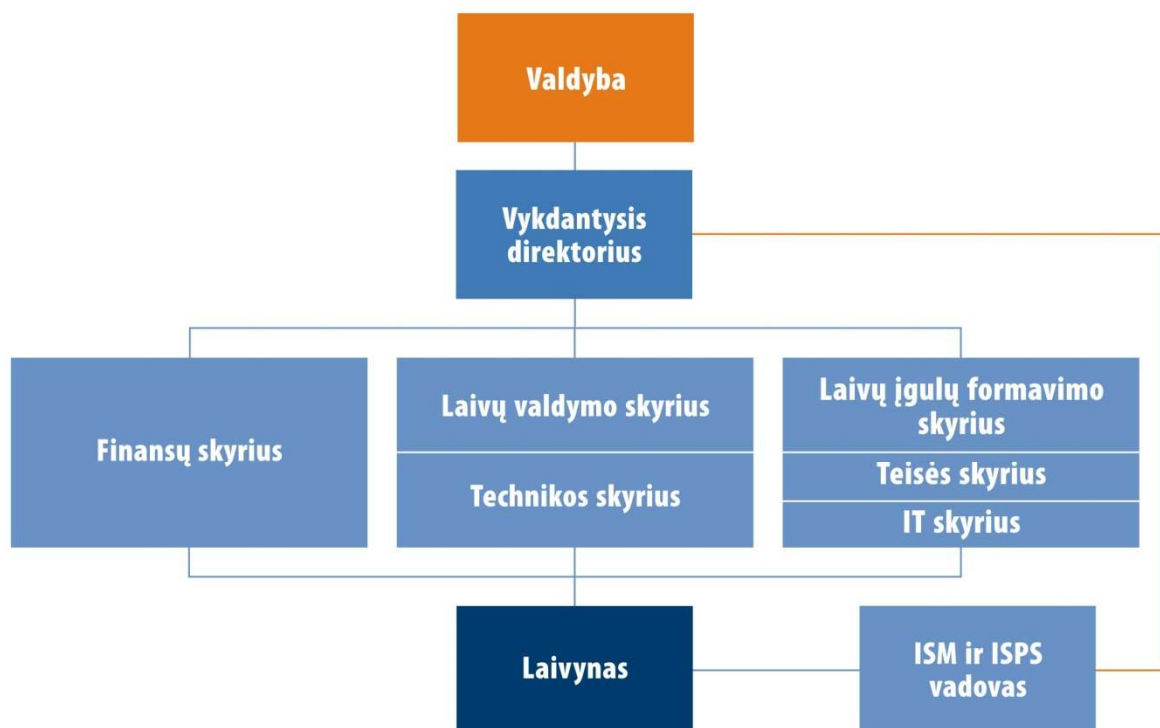 Valdyba
Vykdantysis
direktorius
Finansų skyrius
Laivų valdymo skyrius
Technikos skyrius
Laivų įgulų formavimo
skyrius
Teisės skyrius
IT skyrius
Laivynas
ISM ir ISPS
vadovas